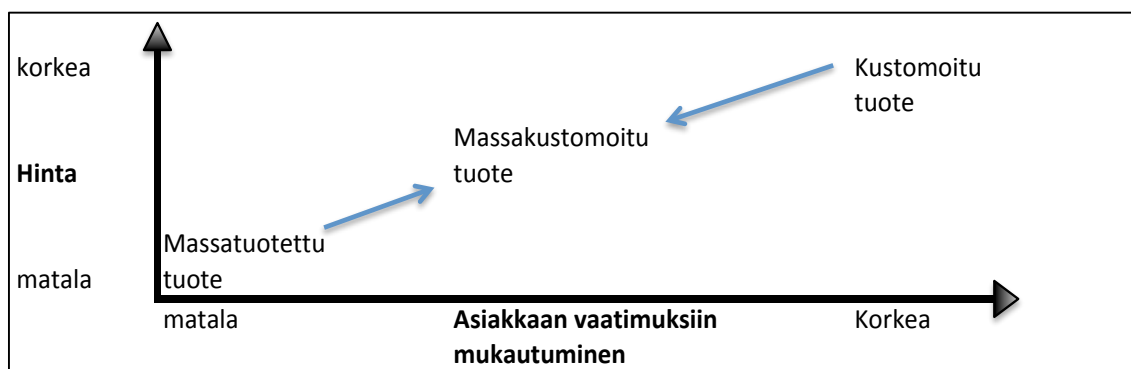 korkea
Kustomoitu
tuote
Massakustomoitu
tuote
Hinta
Massatuotettu
tuote
matala
matala
Asiakkaan vaatimuksiin
mukautuminen
Korkea